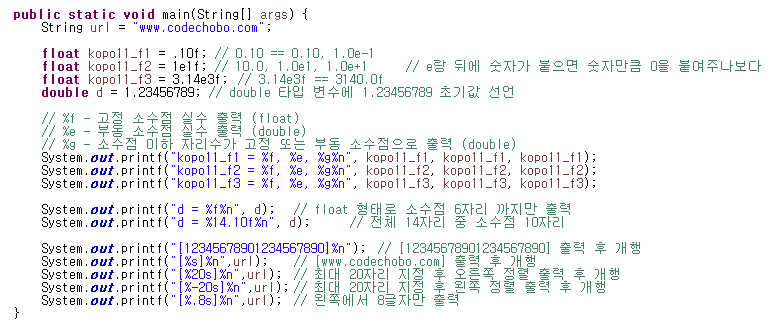 public static void main(String[] args) {
String url = "www.codechobo.com";
float kopo11_f1 = .10f; // 0.10 == 0.10, 1.0e-1
float kopo11_f2 = 1e1f; // 10.0, 1.0e1, 1.0e+1 // e랑 뒤에 숫자가 붙으면 숫자만큼 0을 붙여주나보다
float kopo11_f3 = 3.14e3f; // 3.14e3f == 3140.0f
double d = 1.23456789; // double 타입 변수에 1.23456789 초기값 선언
// %f - 고정 소수점 실수 출력 (float)
// %e - 부동 소수점 실수 출력 (double)
// %g - 소수점 이하 자리수가 고정 또는 부동 소수점으로 출력 (double)
System.out.printf("kopo11_f1 = %f, %e, %g%n", kopo11_f1, kopo11_f1, kopo11_f1);
System.out.printf("kopo11_f2 = %f, %e, %g%n", kopo11_f2, kopo11_f2, kopo11_f2);
System.out.printf("kopo11_f3 = %f, %e, %g%n", kopo11_f3, kopo11_f3, kopo11_f3);
System.out.printf("d = %f%n", d); // float 형태로 소수점 6자리 까지만 출력
System.out.printf("d = %14.10f%n", d); // 전체 14자리 중 소수점 10자리
System.out.printf("[12345678901234567890]%n"); // [12345678901234567890] 출력 후 개행
System.out.printf("[%s]%n",url); // [www.codechobo.com] 출력 후 개행
System.out.printf("[%20s]%n",url); // 최대 20자리 지정 후 오른쪽 정렬 출력 후 개행
System.out.printf("[%-20s]%n",url); // 최대 20자리 지정 후 왼쪽 정렬 출력 후 개행
System.out.printf("[%.8s]%n",url); // 왼쪽에서 8글자만 출력
}